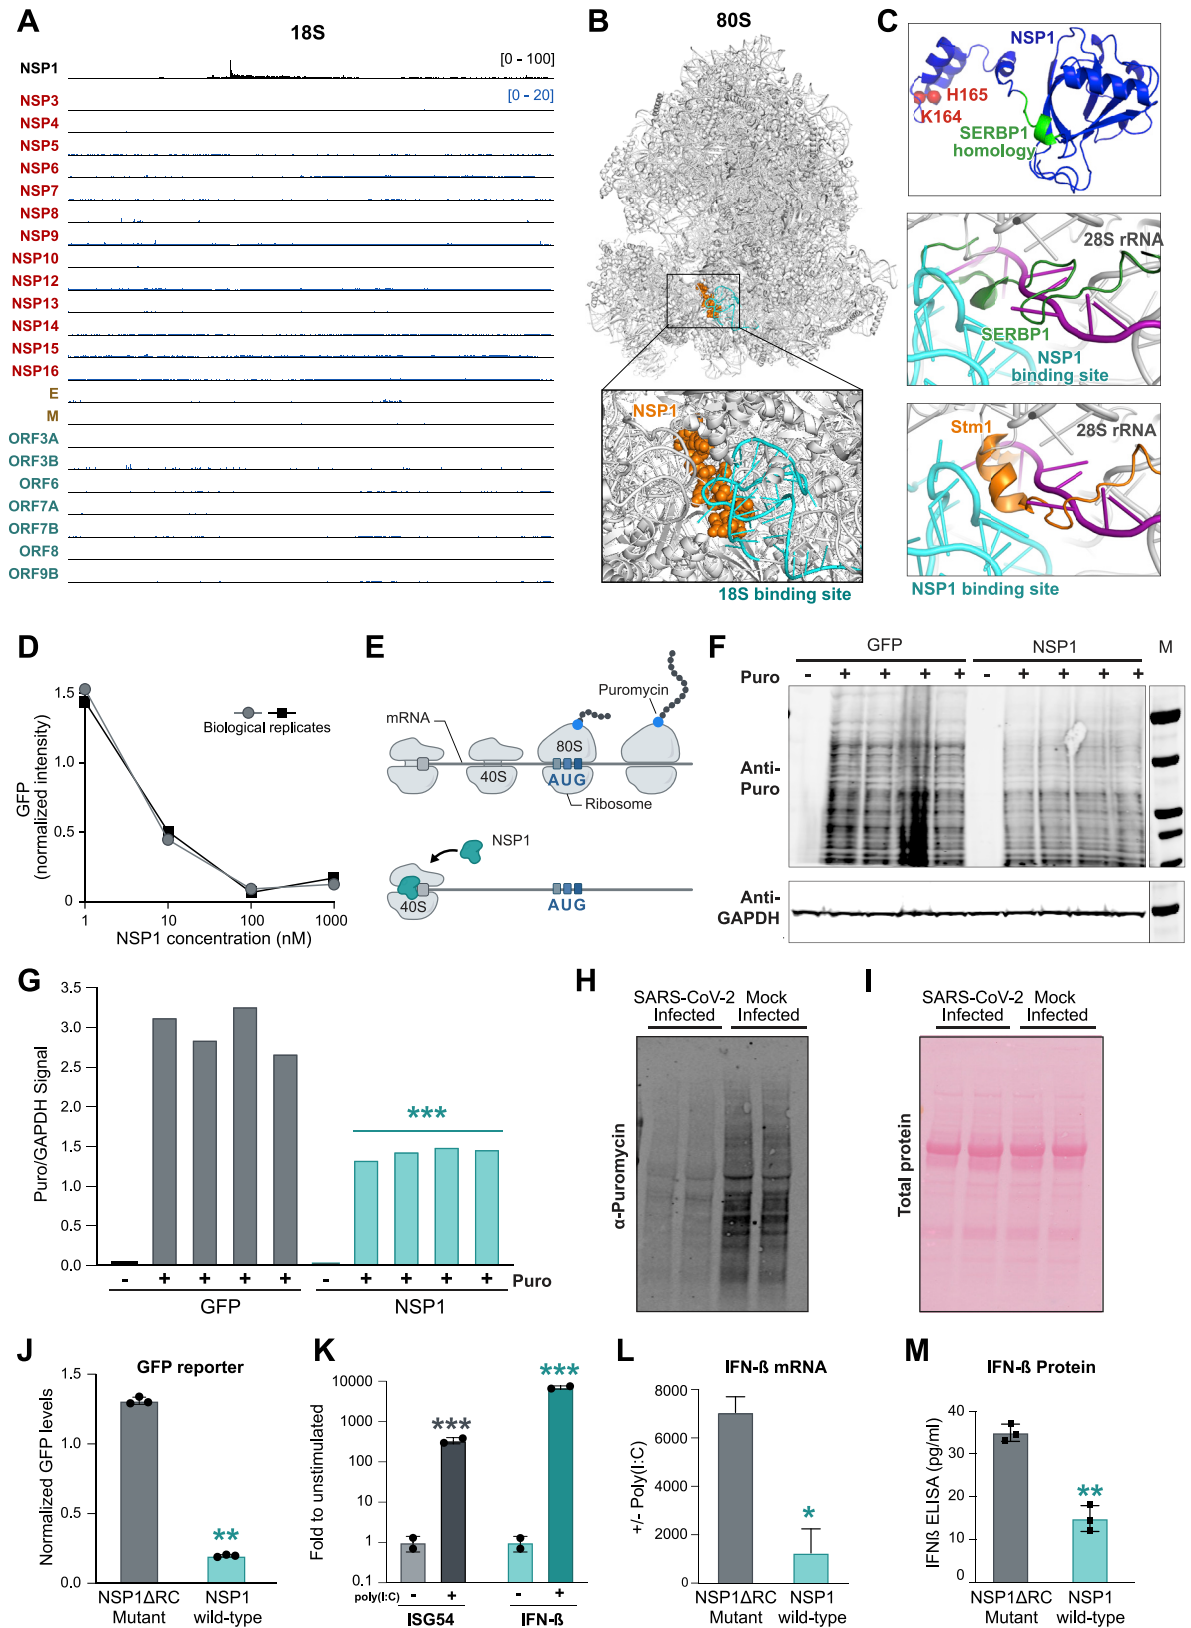 A
18S
NSP1
[0 - 100]
NSP3
[0 - 20]
NSP4
NSP5
NSP6
NSP7
NSP8
NSP9
NSP10
NSP12
NSP13
NSP14
NSP15
NSP16
E
M
ORF3A
ORF3B
ORF6
ORF7A
ORF7B
ORF8
ORF9B
B
80S
NSP1
18S binding site
C
NSP1
H165
K164
SERBP1
homology
28S rRNA
SERBP1
NSP1
binding site
Stm1
28S rRNA
NSP1 binding site
D
GFP
(normalized intensity)
1.5
1.0
0.5
0
Biological replicates
1 10 100 1000
NSP1 concentration (nM)
E
Puromycin
mRNA
80S
40S
AUG
Ribosome
NSP1
40S
AUG
F
GFP NSP1 M
Puro - + + + + - + + + +
Anti-
Puro
Anti-
GAPDH
G
Puro/GAPDH Signal
3.5
3.0
2.5
2.0
1.5
1.0
0.5
0.0
***
- + + + + - + + + + Puro
GFP NSP1
H
SARS-CoV-2 Mock
Infected Infected
α-Puromycin
I
SARS-CoV-2 Mock
Infected Infected
Total protein
J
GFP reporter
Normalized GFP levels
1.5
1.0
0.5
0.0
**
NSP1ΔRC NSP1
Mutant wild-type
K
Fold to unstimulated
10000
1000
100
10
1
0.1
***
***
poly(I:C) - + - +
ISG54 IFN-ß
L
IFN-ß mRNA
+/- Poly(I:C)
8000
6000
4000
2000
0
*
NSP1ΔRC NSP1
Mutant wild-type
M
IFN-ß Protein
IFNß ELISA (pg/ml)
40
30
20
10
0
**
NSP1ΔRC NSP1
Mutant wild-type